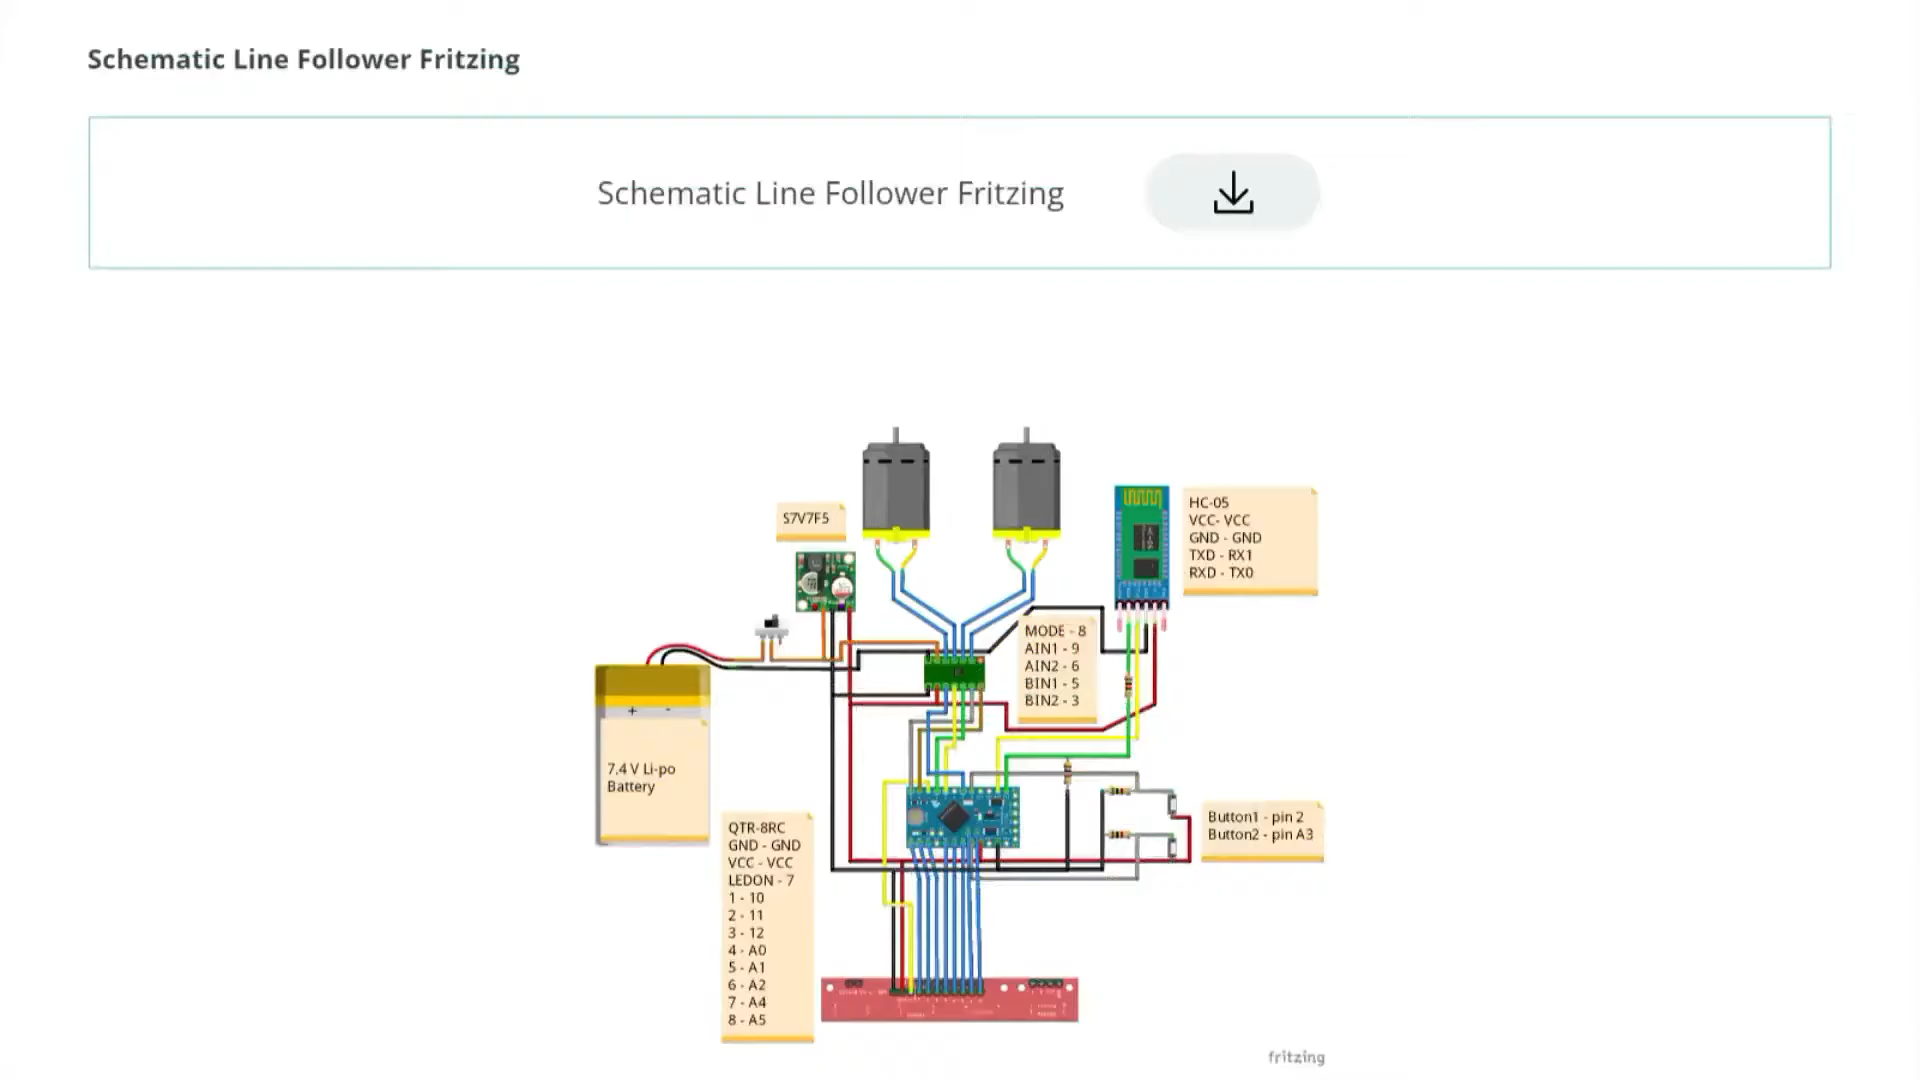 Schematic Line Follower Fritzing
Schematic Line Follower Fritzing
S7V7F5
HC-05
VCC- VCC
GND - GND
TXD - RX1
RXD - TX0
MODE - 8
AIN1 - 9
AIN2 - 6
BIN1 - 5
BIN2 - 3
+ -
7,4 V Li-po
Battery
Button1 - pin 2
Button2 - pin A3
QTR-8RC
GND - GND
VCC - VCC
LEDON - 7
1 - 10
2 - 11
3 - 12
4 - A0
5 - A1
6 - A2
7 - A4
8 - A5
fritzing